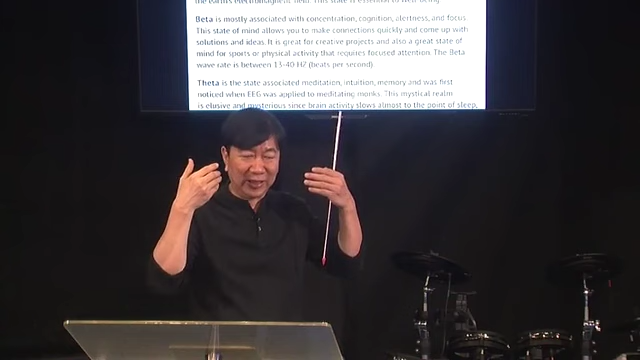 the earth's electromagnetic field. This state is essential to well-being
Beta is mostly associated with concentration, cognition, alertness, and focus
This state of mind allows you to make connections quickly and come up with
solutions and ideas. It is great for creative projects and also a great state of
mind for sports or physical activity that requires focused attention. The Beta
wave rate is between 13-40 HZ (beats per second)
Theta is the state associated meditation, intuition, memory and was first
noticed when EEG was applied to meditating monks. This mystical realm
is elusive and mysterious since brain activity slows almost to the point of sleep,